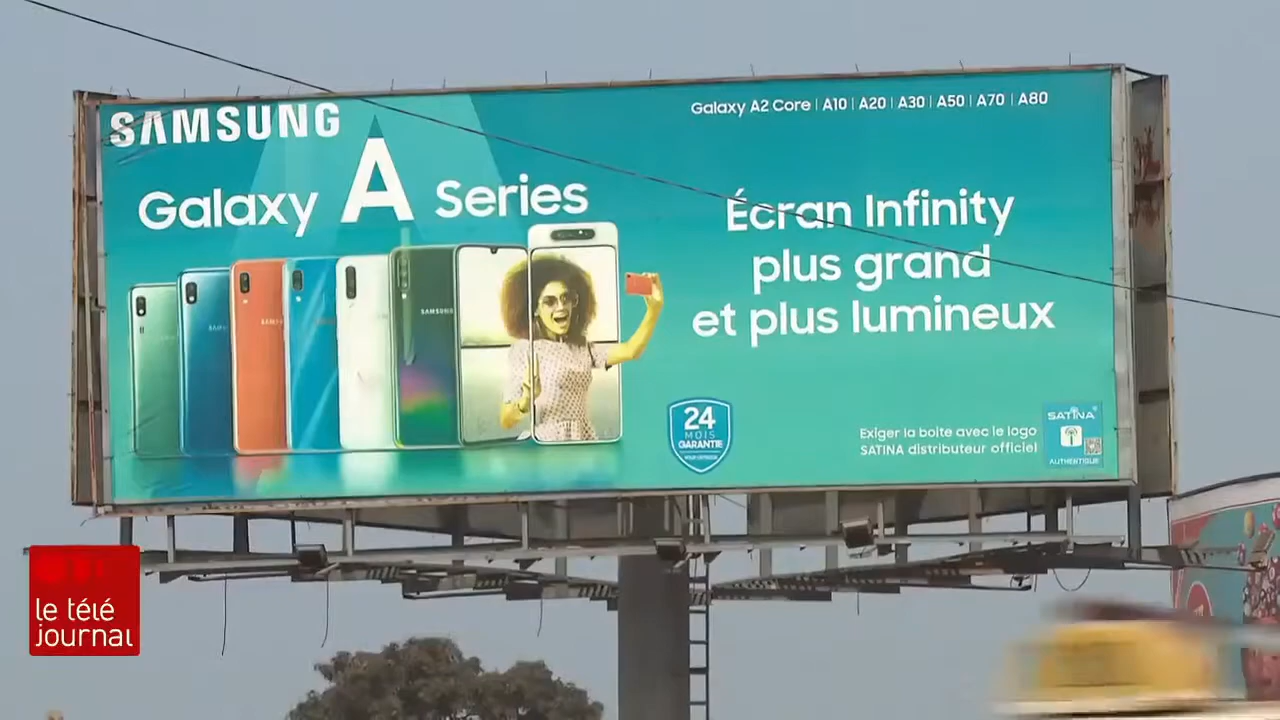 SAMSUNG
Galaxy A Series
Galaxy A2 Core | A10 | A20 | A30 | A50 | A70 | A80
Écran Infinity
plus grand
et plus lumineux
SAMSUNG
24
MOIS
GARANTIE
Exiger la boite avec le logo
SATINA distributeur officiel
SATINA
AUTHENTIQUE
le télé
journal